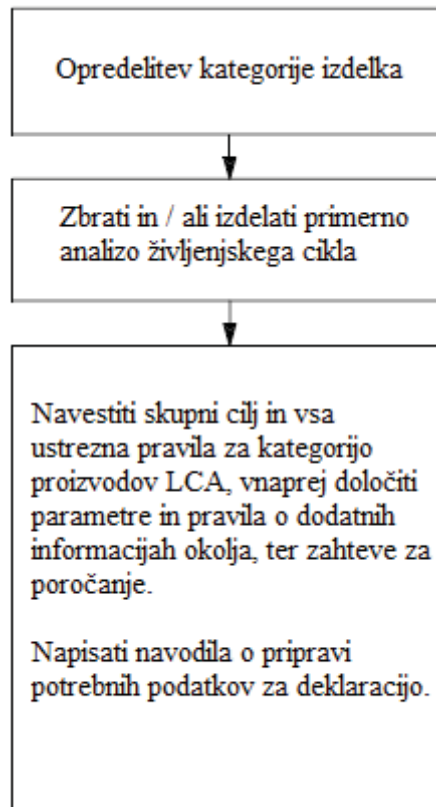 Opredelitev kategorije izdelka
Zbrati in / ali izdelati primerno
analizo življenjskega cikla
Navestiti skupni cilj in vsa
ustrezna pravila za kategorijo
proizvodov LCA, vnaprej določiti
parametre in pravila o dodatnih
informacijah okolja, ter zahteve za
poročanje.
Napisati navodila o pripravi
potrebnih podatkov za deklaracijo.